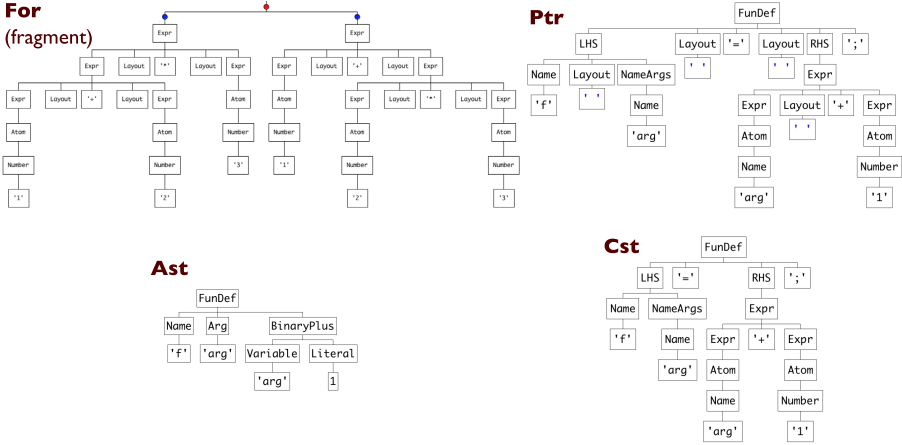 For
(fragment)
Expr Expr
Expr Layout '*' Layout Expr Expr Layout '+' Layout Expr
Expr Layout '+' Layout Expr Atom Atom Expr Layout '*' Layout Expr
Atom Atom Number Number Atom Atom
Number Number '3' '1' Number Number
'1' '2' '2' '3'
Ptr
FunDef
LHS Layout '=' Layout RHS ';'
Name Layout NameArgs ' ' ' ' Expr
'f' ' ' Name Expr Layout '+' Expr
'arg' Atom ' ' Atom
Name Number
'arg' '1'
Ast
FunDef
Name Arg BinaryPlus
'f' 'arg' Variable Literal
'arg' 1
Cst
FunDef
LHS '=' RHS ';'
Name NameArgs Expr
'f' Name Expr '+' Expr
'arg' Atom Atom
Name Number
'arg' '1'